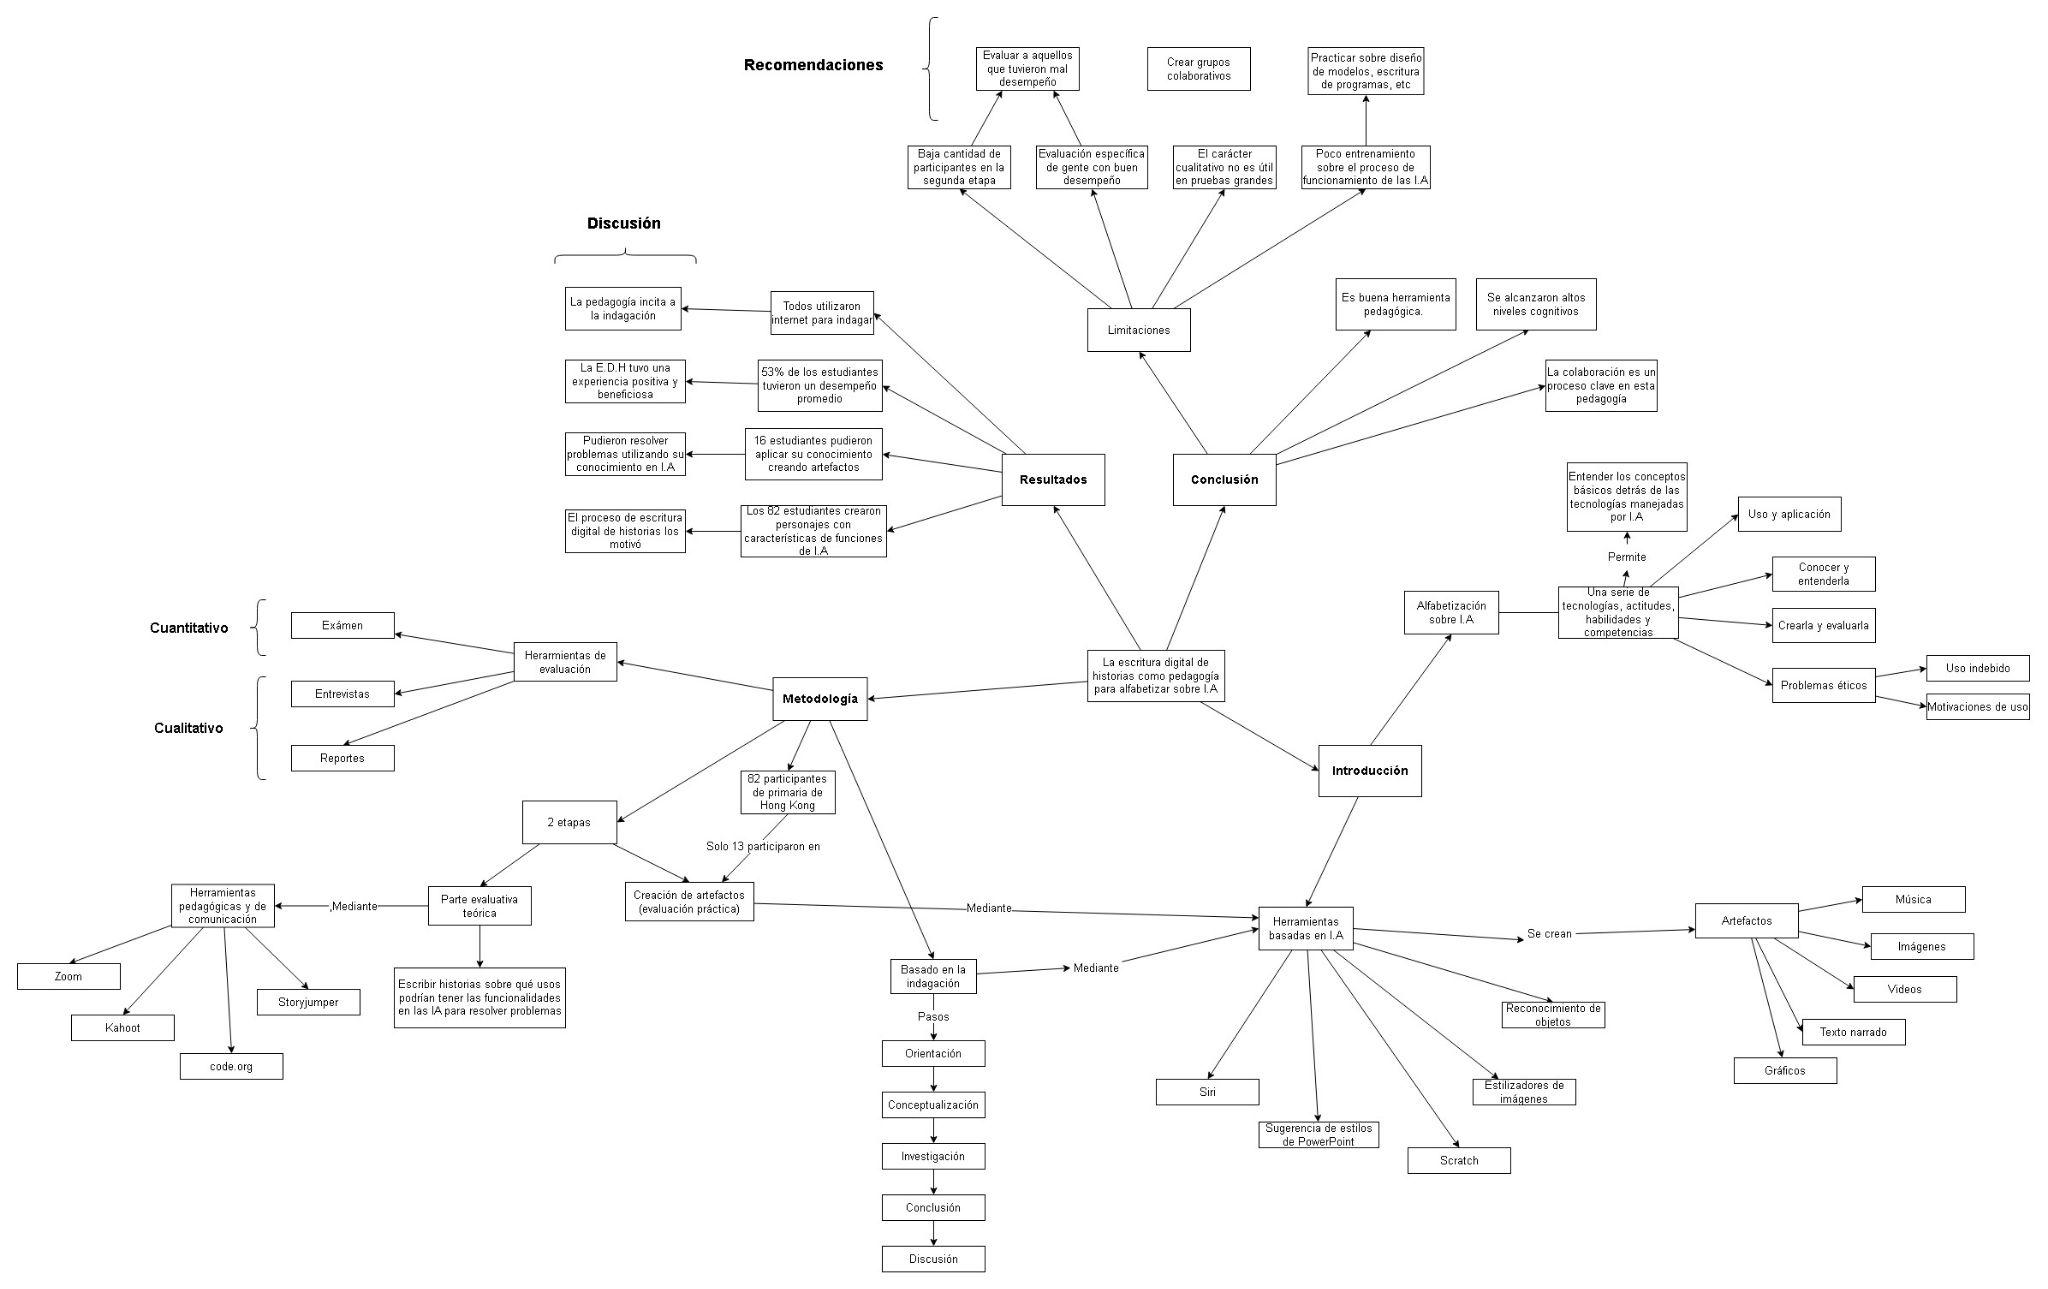 Recomendaciones
Evaluar a aquellos
que tuvieron mal
desempeño
Crear grupos
colaborativos
Practicar sobre diseño
de modelos, escritura
de programas, etc
Baja cantidad de
participantes en la
segunda etapa
Evaluación específica
de gente con buen
desempeño
El carácter
cualitativo no es útil
en pruebas grandes
Poco entrenamiento
sobre el proceso de
funcionamiento de las I.A
Discusión
La pedagogía incita a
la indagación
Todos utilizaron
internet para indagar
Limitaciones
Es buena herramienta
pedagógica.
Se alcanzaron altos
niveles cognitivos
La E.D.H tuvo una
experiencia positiva y
beneficiosa
53% de los estudiantes
tuvieron un desempeño
promedio
La colaboración es un
proceso clave en esta
pedagogía
Pudieron resolver
problemas utilizando su
conocimiento en I.A
16 estudiantes pudieron
aplicar su conocimiento
creando artefactos
Resultados
Conclusión
El proceso de escritura
digital de historias los
motivó
Los 82 estudiantes crearon
personajes con
características de funciones
de I.A
Entender los conceptos
básicos detrás de las
tecnologías manejadas
por I.A
Uso y aplicación
Permite
Conocer y
entenderla
Alfabetización
sobre I.A
Una serie de
tecnologías, actitudes,
habilidades y
competencias
Crearla y evaluarla
Problemas éticos
Uso indebido
Motivaciones de uso
Cuantitativo
Exámen
Heramientas de
evaluación
Entrevistas
Cualitativo
Reportes
Metodología
La escritura digital de
historias como pedagogía
para alfabetizar sobre I.A
Introducción
82 participantes
de primaria de
Hong Kong
2 etapas
Solo 13 participaron en
Herramientas
pedagógicas y de
comunicación
,Mediante
Parte evaluativa
teórica
Creación de artefactos
(evaluación práctica)
Mediante
Herramientas
basadas en I.A
Se crean
Artefactos
Música
Imágenes
Videos
Texto narrado
Gráficos
Zoom
Kahoot
code.org
Storyjumper
Escribir historias sobre qué usos
podrían tener las funcionalidades
en las IA para resolver problemas
Basado en la
indagación
Mediante
Pasos
Orientación
Conceptualización
Investigación
Conclusión
Discusión
Reconocimiento de
objetos
Estilizadores de
imágenes
Siri
Sugerencia de estilos
de PowerPoint
Scratch